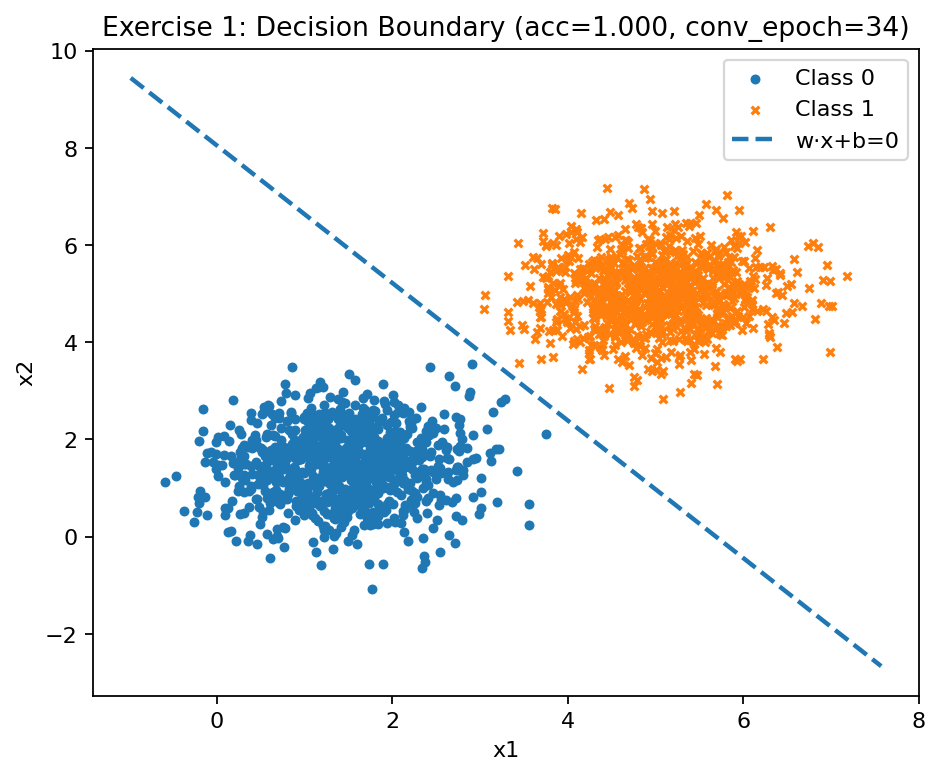 Exercise 1: Decision Boundary (acc=1.000, conv_epoch=34)
Class 0
Class 1
w·x+b=0
x2
10
8
6
4
2
0
−2
0 2 4 6 8
x1